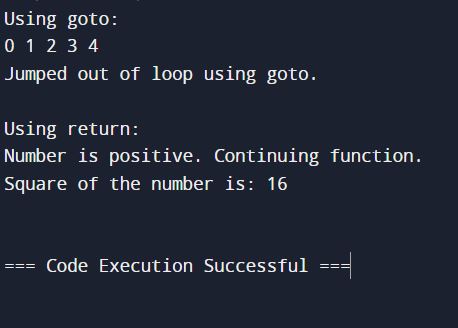 Using goto:
0 1 2 3 4
Jumped out of loop using goto.
Using return:
Number is positive. Continuing function.
Square of the number is: 16
=== Code Execution Successful ===